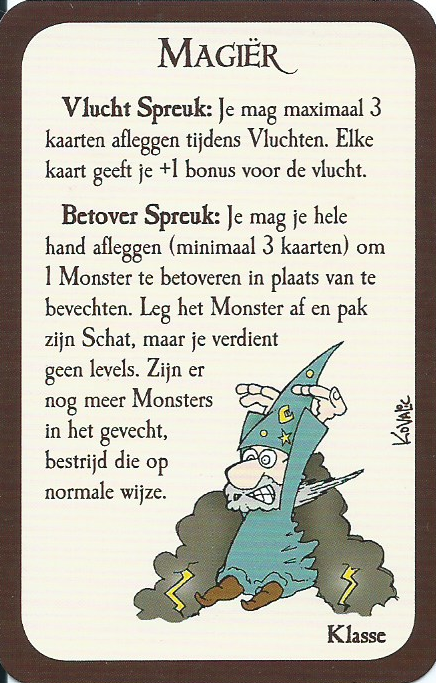 Magiër
Vlucht Spreuk: Je mag maximaal 3
kaarten afleggen tijdens Vluchten. Elke
kaart geeft je +1 bonus voor de vlucht.
Betover Spreuk: Je mag je hele
hand afleggen (minimaal 3 kaarten) om
1 Monster te betoveren in plaats van te
bevechten. Leg het Monster af en pak
zijn Schat, maar je verdient
geen levels. Zijn er
nog meer Monsters
in het gevecht,
bestrijd die op
normale wijze.
Kovalic
Klasse